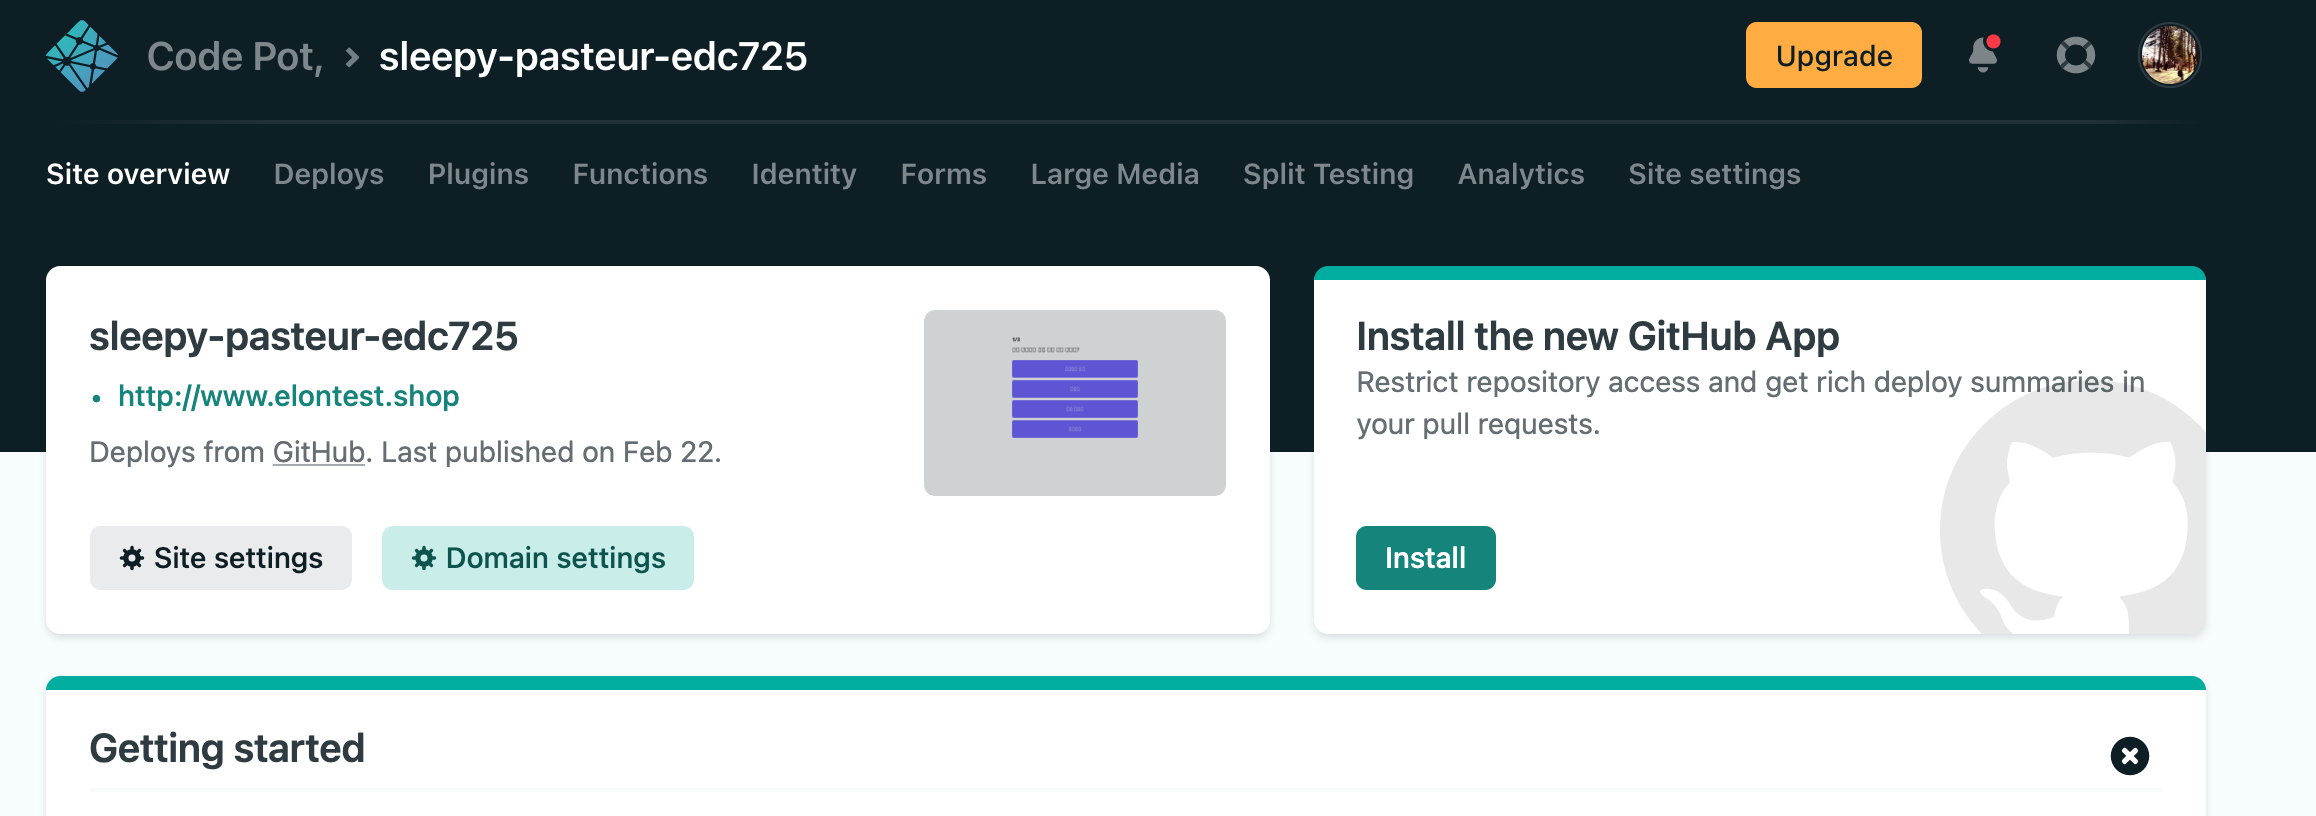 Code Pot, > sleepy-pasteur-edc725
Upgrade
Site overview Deploys Plugins Functions Identity Forms Large Media Split Testing Analytics Site settings
sleepy-pasteur-edc725
• http://www.elontest.shop
Deploys from GitHub. Last published on Feb 22.
Site settings
Domain settings
Install the new GitHub App
Restrict repository access and get rich deploy summaries in
your pull requests.
Install
Getting started